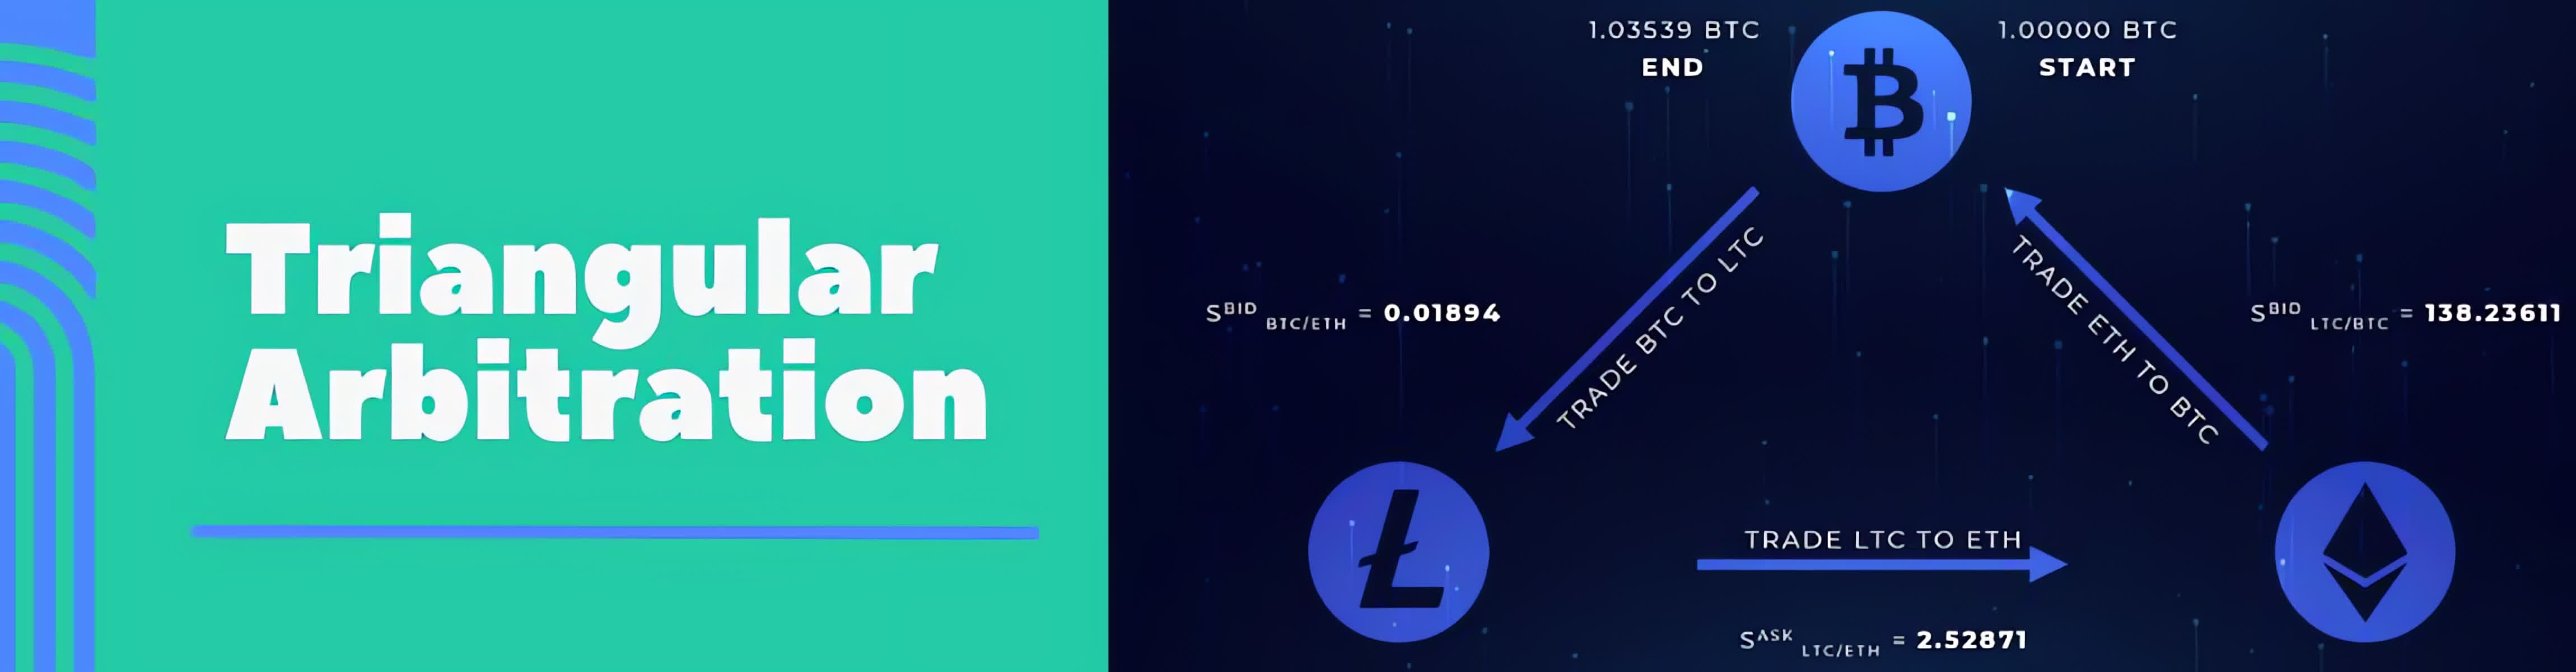 Triangular
Arbitration
1.03539 BTC
END
1.00000 BTC
START
TRADE BTC TO LTC
TRADE ETH TO BTC
S^BID BTC/ETH = 0.01894
S^BID LTC/BTC = 138.23611
TRADE LTC TO ETH
S^ASK LTC/ETH = 2.52871